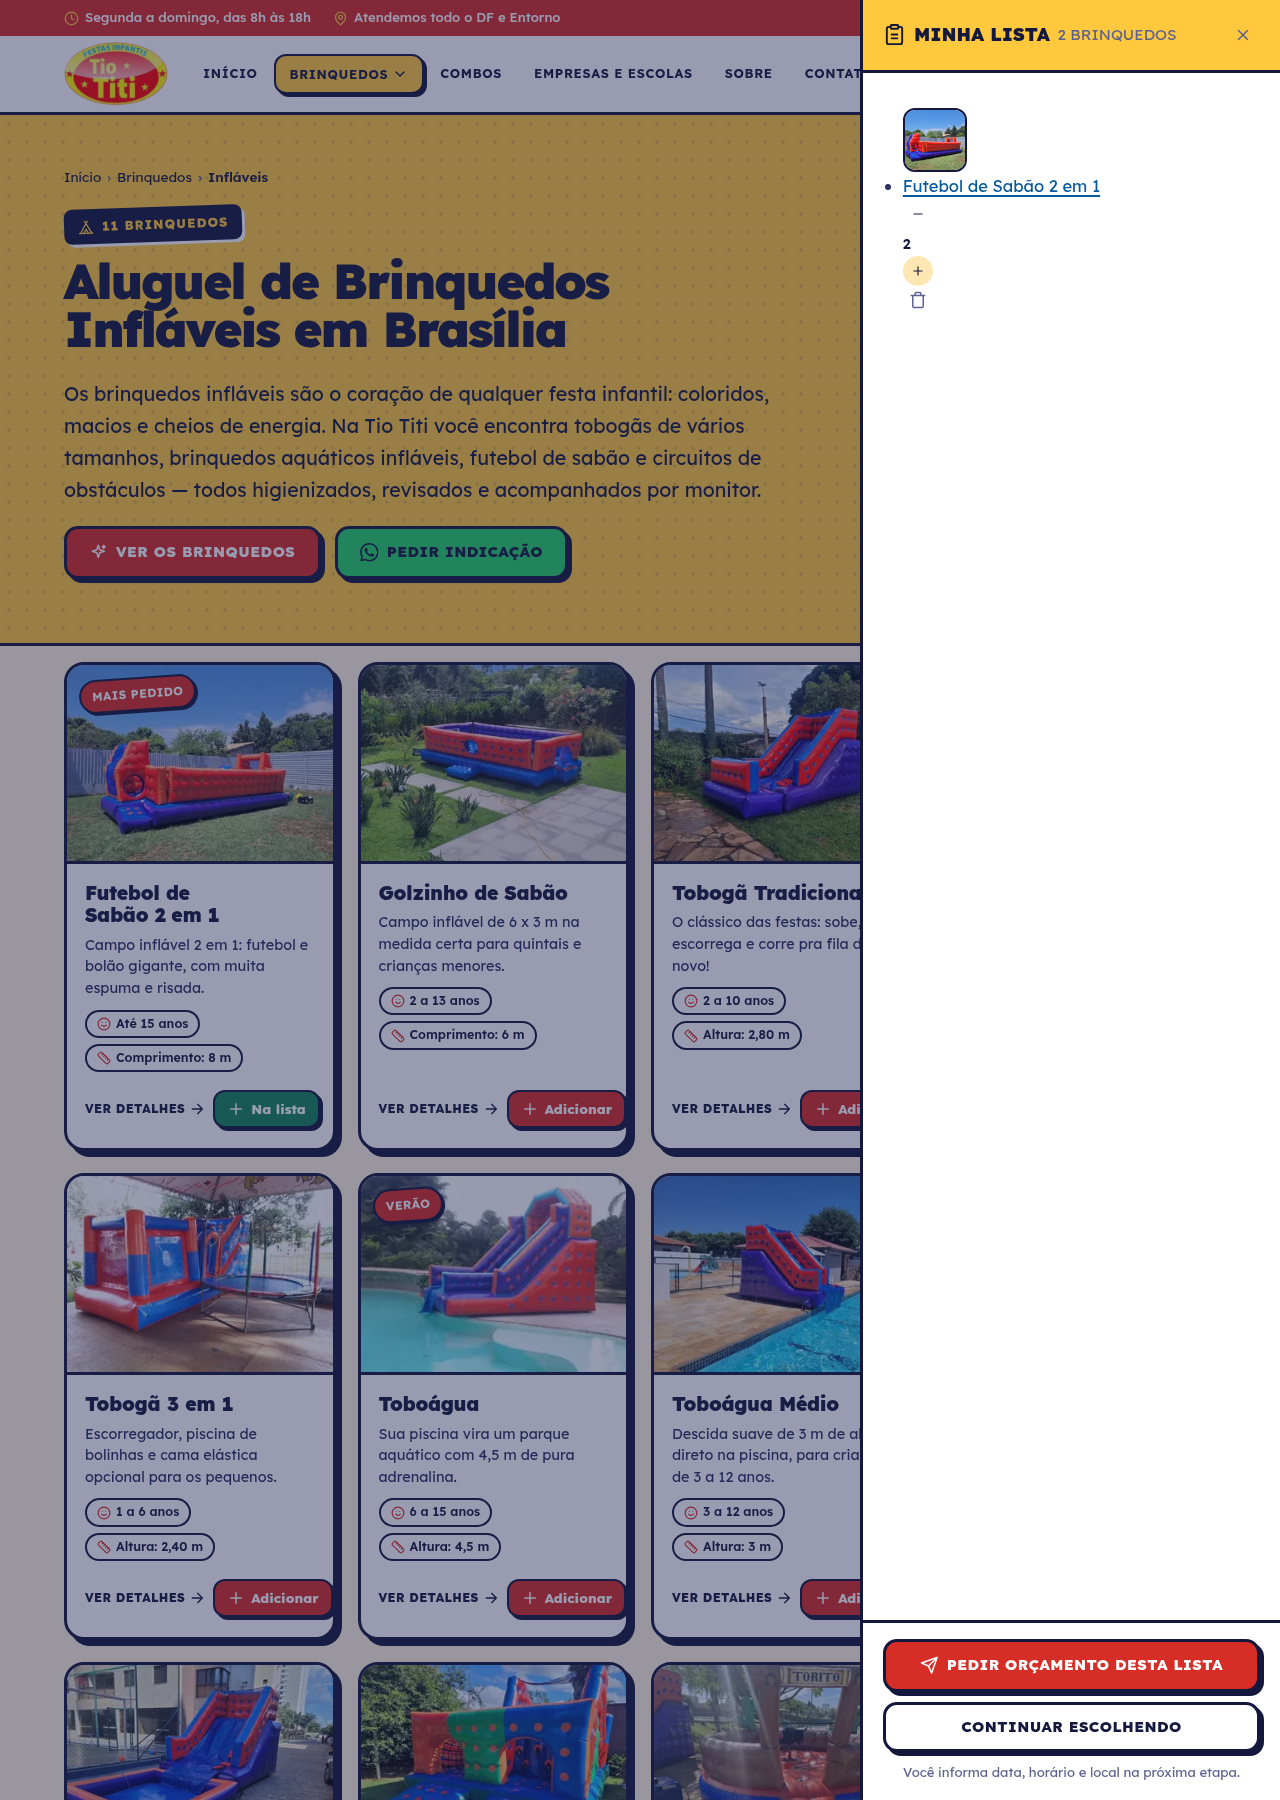 Segunda a domingo, das 8h às 18h
Atendemos todo o DF e Entorno
FESTAS INFANTIS
Tio
Titi
INÍCIO
BRINQUEDOS
COMBOS
EMPRESAS E ESCOLAS
SOBRE
CONTAT
Início › Brinquedos › Infláveis
11 BRINQUEDOS
Aluguel de Brinquedos
Infláveis em Brasília
Os brinquedos infláveis são o coração de qualquer festa infantil: coloridos,
macios e cheios de energia. Na Tio Titi você encontra tobogãs de vários
tamanhos, brinquedos aquáticos infláveis, futebol de sabão e circuitos de
obstáculos — todos higienizados, revisados e acompanhados por monitor.
VER OS BRINQUEDOS
PEDIR INDICAÇÃO
MAIS PEDIDO
Futebol de
Sabão 2 em 1
Campo inflável 2 em 1: futebol e
bolão gigante, com muita
espuma e risada.
Até 15 anos
Comprimento: 8 m
VER DETALHES
Na lista
Golzinho de Sabão
Campo inflável de 6 x 3 m na
medida certa para quintais e
crianças menores.
2 a 13 anos
Comprimento: 6 m
VER DETALHES
Adicionar
Tobogã Tradiciona
O clássico das festas: sobe,
escorrega e corre pra fila d
novo!
2 a 10 anos
Altura: 2,80 m
VER DETALHES
Adi
Tobogã 3 em 1
Escorregador, piscina de
bolinhas e cama elástica
opcional para os pequenos.
1 a 6 anos
Altura: 2,40 m
VER DETALHES
Adicionar
VERÃO
Toboágua
Sua piscina vira um parque
aquático com 4,5 m de pura
adrenalina.
6 a 15 anos
Altura: 4,5 m
VER DETALHES
Adicionar
Toboágua Médio
Descida suave de 3 m de al
direto na piscina, para cria
de 3 a 12 anos.
3 a 12 anos
Altura: 3 m
VER DETALHES
Adi
TORITO
MINHA LISTA 2 BRINQUEDOS
Futebol de Sabão 2 em 1
2
PEDIR ORÇAMENTO DESTA LISTA
CONTINUAR ESCOLHENDO
Você informa data, horário e local na próxima etapa.